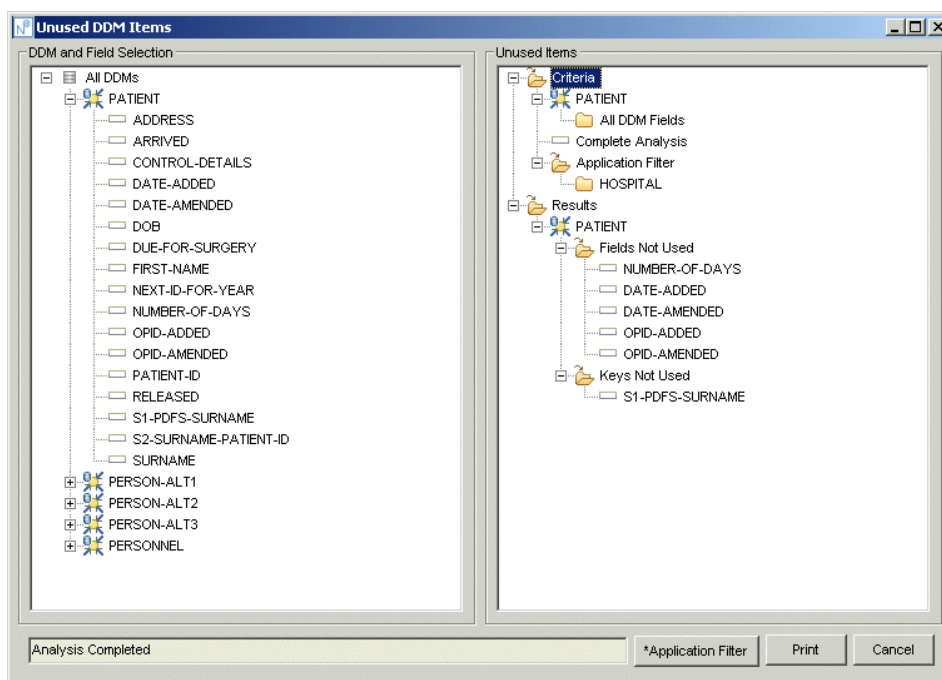 Unused DDM Items
DDM and Field Selection
All DDMs
PATIENT
ADDRESS
ARRIVED
CONTROL-DETAILS
DATE-ADDED
DATE-AMENDED
DOB
DUE-FOR-SURGERY
FIRST-NAME
NEXT-ID-FOR-YEAR
NUMBER-OF-DAYS
OPID-ADDED
OPID-AMENDED
PATIENT-ID
RELEASED
S1-PDFS-SURNAME
S2-SURNAME-PATIENT-ID
SURNAME
PERSON-ALT1
PERSON-ALT2
PERSON-ALT3
PERSONNEL
Unused Items
Criteria
PATIENT
All DDM Fields
Complete Analysis
Application Filter
HOSPITAL
Results
PATIENT
Fields Not Used
NUMBER-OF-DAYS
DATE-ADDED
DATE-AMENDED
OPID-ADDED
OPID-AMENDED
Keys Not Used
S1-PDFS-SURNAME
Analysis Completed
*Application Filter
Print
Cancel